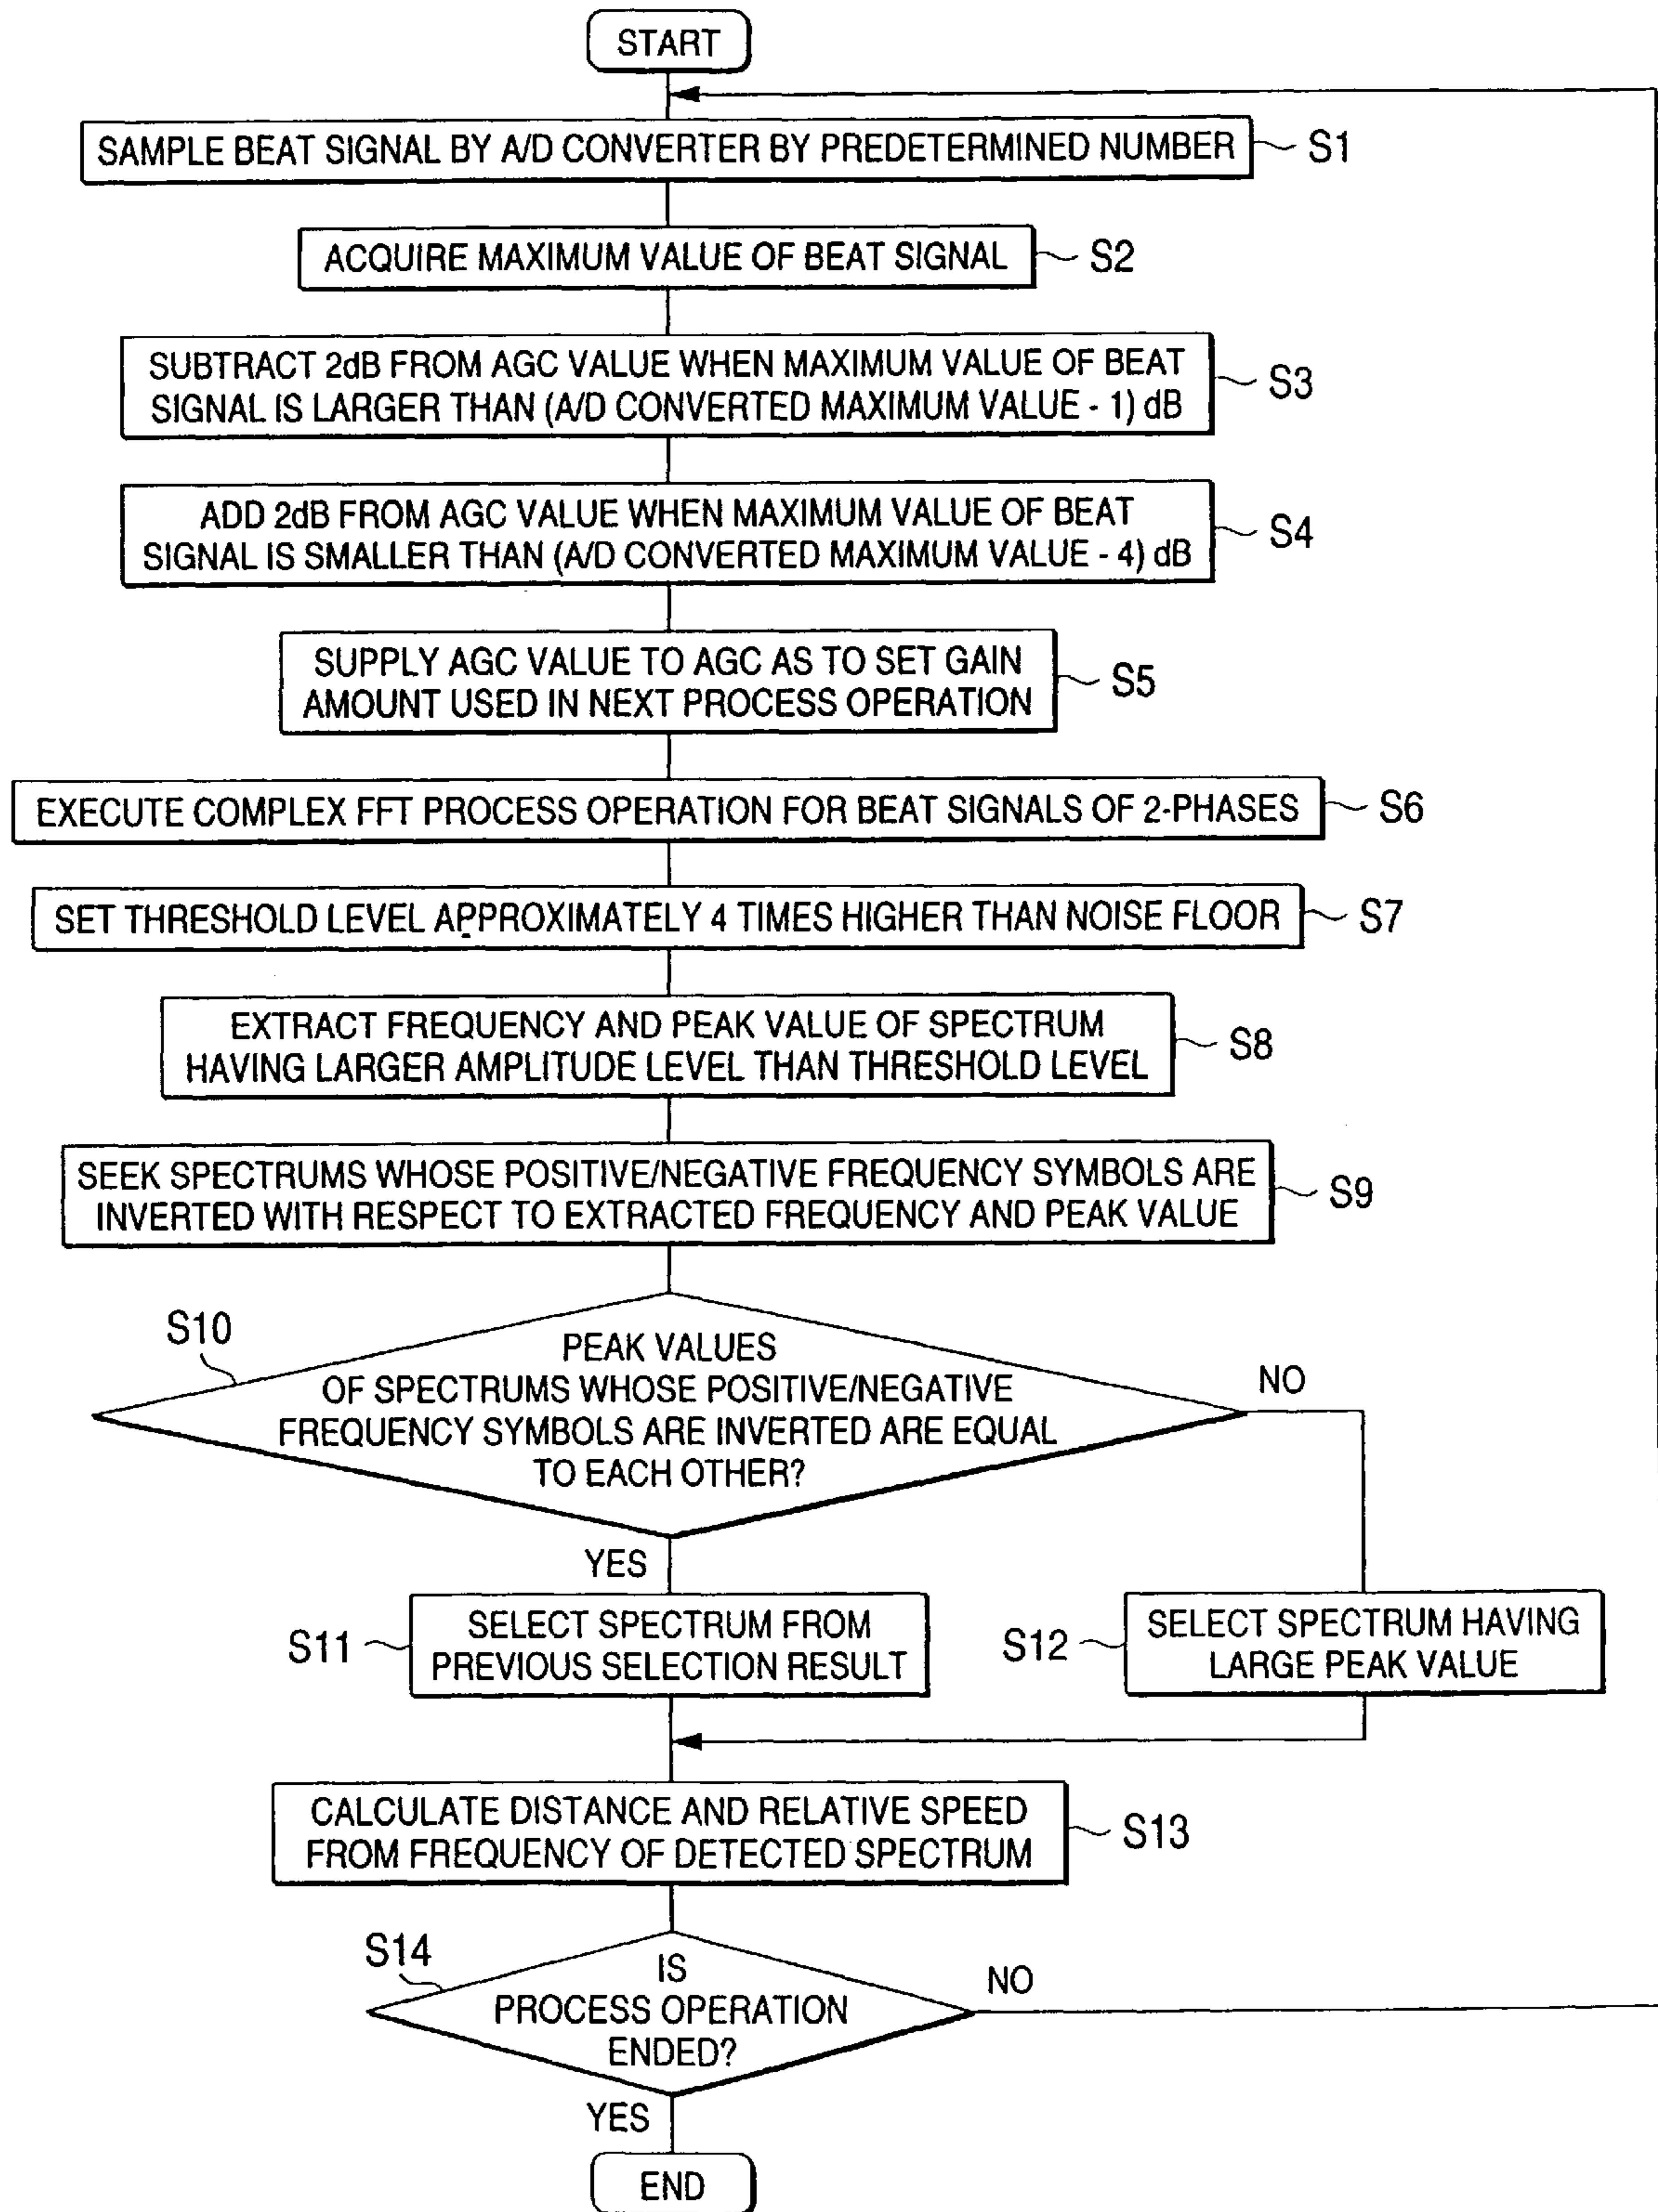 START
SAMPLE BEAT SIGNAL BY A/D CONVERTER BY PREDETERMINED NUMBER
S1
ACQUIRE MAXIMUM VALUE OF BEAT SIGNAL
S2
SUBTRACT 2dB FROM AGC VALUE WHEN MAXIMUM VALUE OF BEAT
SIGNAL IS LARGER THAN (A/D CONVERTED MAXIMUM VALUE - 1) dB
S3
ADD 2dB FROM AGC VALUE WHEN MAXIMUM VALUE OF BEAT
SIGNAL IS SMALLER THAN (A/D CONVERTED MAXIMUM VALUE - 4) dB
S4
SUPPLY AGC VALUE TO AGC AS TO SET GAIN
AMOUNT USED IN NEXT PROCESS OPERATION
S5
EXECUTE COMPLEX FFT PROCESS OPERATION FOR BEAT SIGNALS OF 2-PHASES
S6
SET THRESHOLD LEVEL APPROXIMATELY 4 TIMES HIGHER THAN NOISE FLOOR
S7
EXTRACT FREQUENCY AND PEAK VALUE OF SPECTRUM
HAVING LARGER AMPLITUDE LEVEL THAN THRESHOLD LEVEL
S8
SEEK SPECTRUMS WHOSE POSITIVE/NEGATIVE FREQUENCY SYMBOLS ARE
INVERTED WITH RESPECT TO EXTRACTED FREQUENCY AND PEAK VALUE
S9
S10
PEAK VALUES
OF SPECTRUMS WHOSE POSITIVE/NEGATIVE
FREQUENCY SYMBOLS ARE INVERTED ARE EQUAL
TO EACH OTHER?
NO
YES
S11
SELECT SPECTRUM FROM
PREVIOUS SELECTION RESULT
S12
SELECT SPECTRUM HAVING
LARGE PEAK VALUE
CALCULATE DISTANCE AND RELATIVE SPEED
FROM FREQUENCY OF DETECTED SPECTRUM
S13
S14
IS
PROCESS OPERATION
ENDED?
NO
YES
END